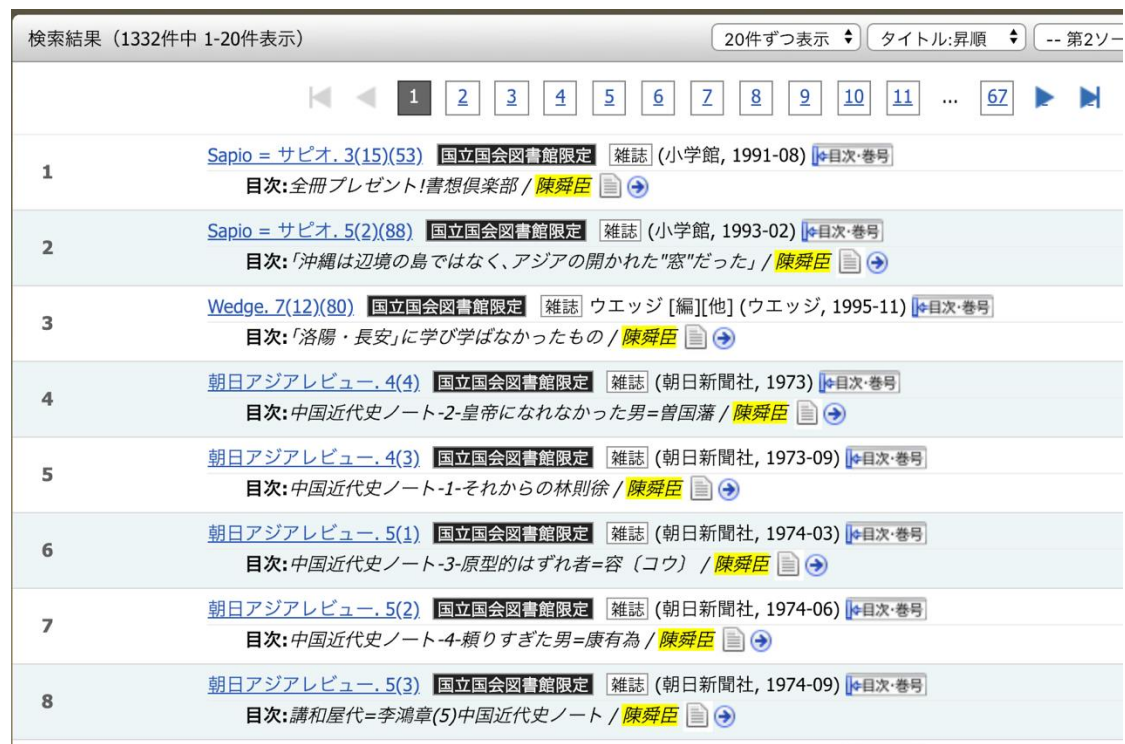 検索結果（1332件中 1-20件表示）
20件ずつ表示 タイトル:昇順 -- 第2ソー
1 2 3 4 5 6 7 8 9 10 11 ... 67
1
Sapio = サピオ. 3(15)(53) 国立国会図書館限定 雑誌 (小学館, 1991-08) 目次･巻号
目次:全冊プレゼント!書想倶楽部 / 陳舜臣
2
Sapio = サピオ. 5(2)(88) 国立国会図書館限定 雑誌 (小学館, 1993-02) 目次･巻号
目次:「沖縄は辺境の島ではなく、アジアの開かれた"窓"だった」 / 陳舜臣
3
Wedge. 7(12)(80) 国立国会図書館限定 雑誌 ウエッジ [編][他] (ウエッジ, 1995-11) 目次･巻号
目次:「洛陽・長安」に学び学ばなかったもの / 陳舜臣
4
朝日アジアレビュー. 4(4) 国立国会図書館限定 雑誌 (朝日新聞社, 1973) 目次･巻号
目次:中国近代史ノート-2-皇帝になれなかった男=曽国藩 / 陳舜臣
5
朝日アジアレビュー. 4(3) 国立国会図書館限定 雑誌 (朝日新聞社, 1973-09) 目次･巻号
目次:中国近代史ノート-1-それからの林則徐 / 陳舜臣
6
朝日アジアレビュー. 5(1) 国立国会図書館限定 雑誌 (朝日新聞社, 1974-03) 目次･巻号
目次:中国近代史ノート-3-原型的はずれ者=容〔コウ〕 / 陳舜臣
7
朝日アジアレビュー. 5(2) 国立国会図書館限定 雑誌 (朝日新聞社, 1974-06) 目次･巻号
目次:中国近代史ノート-4-頼りすぎた男=康有為 / 陳舜臣
8
朝日アジアレビュー. 5(3) 国立国会図書館限定 雑誌 (朝日新聞社, 1974-09) 目次･巻号
目次:講和屋代=李鴻章(5)中国近代史ノート / 陳舜臣